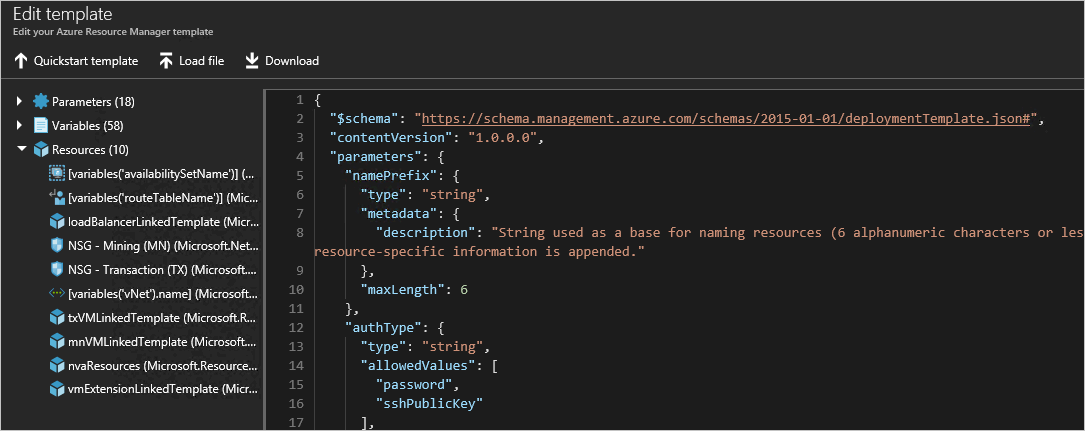 Edit template
Edit your Azure Resource Manager template
Quickstart template
Load file
Download
Parameters (18)
Variables (58)
Resources (10)
[variables('availabilitySetName')] (...
[variables('routeTableName')] (Micr...
loadBalancerLinkedTemplate (Micr...
NSG - Mining (MN) (Microsoft.Net...
NSG - Transaction (TX) (Microsoft....
[variables('vNet').name] (Microsoft...
txVMLinkedTemplate (Microsoft.R...
mnVMLinkedTemplate (Microsoft....
nvaResources (Microsoft.Resource...
vmExtensionLinkedTemplate (Micr...
1 {
2 "$schema": "https://schema.management.azure.com/schemas/2015-01-01/deploymentTemplate.json#",
3 "contentVersion": "1.0.0.0",
4 "parameters": {
5 "namePrefix": {
6 "type": "string",
7 "metadata": {
8 "description": "String used as a base for naming resources (6 alphanumeric characters or les
resource-specific information is appended."
9 },
10 "maxLength": 6
11 },
12 "authType": {
13 "type": "string",
14 "allowedValues": [
15 "password",
16 "sshPublicKey"
17 ],